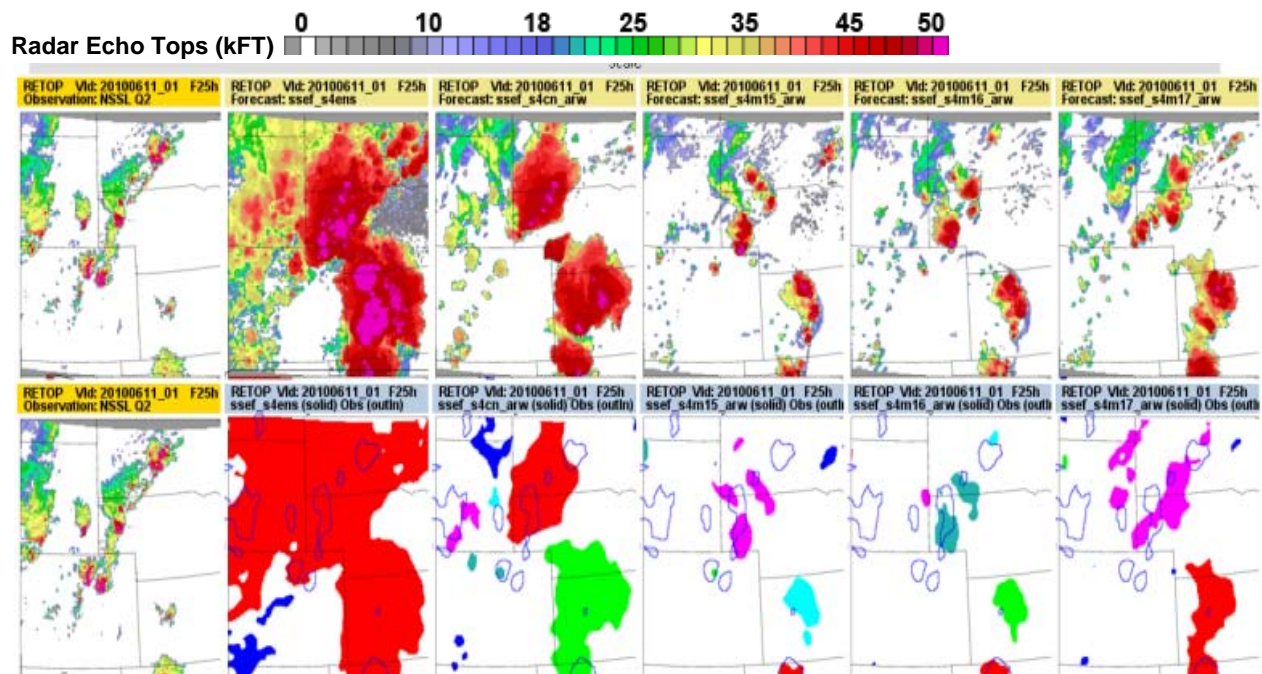 0 10 18 25 35 45 50
Radar Echo Tops (kFT)
RETOP Vld: 20100611_01 F25h
Observation: NSSL Q2
RETOP Vld: 20100611_01 F25h
Forecast: ssef_s4ens
RETOP Vld: 20100611_01 F25h
Forecast: ssef_s4cn_arw
RETOP Vld: 20100611_01 F25h
Forecast: ssef_s4m15_arw
RETOP Vld: 20100611_01 F25h
Forecast: ssef_s4m16_arw
RETOP Vld: 20100611_01 F25h
Forecast: ssef_s4m17_arw
RETOP Vld: 20100611_01 F25h
Observation: NSSL Q2
RETOP Vld: 20100611_01 F25h
ssef_s4ens (solid) Obs (outln)
RETOP Vld: 20100611_01 F25h
ssef_s4cn_arw (solid) Obs (outln)
RETOP Vld: 20100611_01 F25h
ssef_s4m15_arw (solid) Obs (outln
RETOP Vld: 20100611_01 F25h
ssef_s4m16_arw (solid) Obs (outln
RETOP Vld: 20100611_01 F25h
ssef_s4m17_arw (solid) Obs (outln